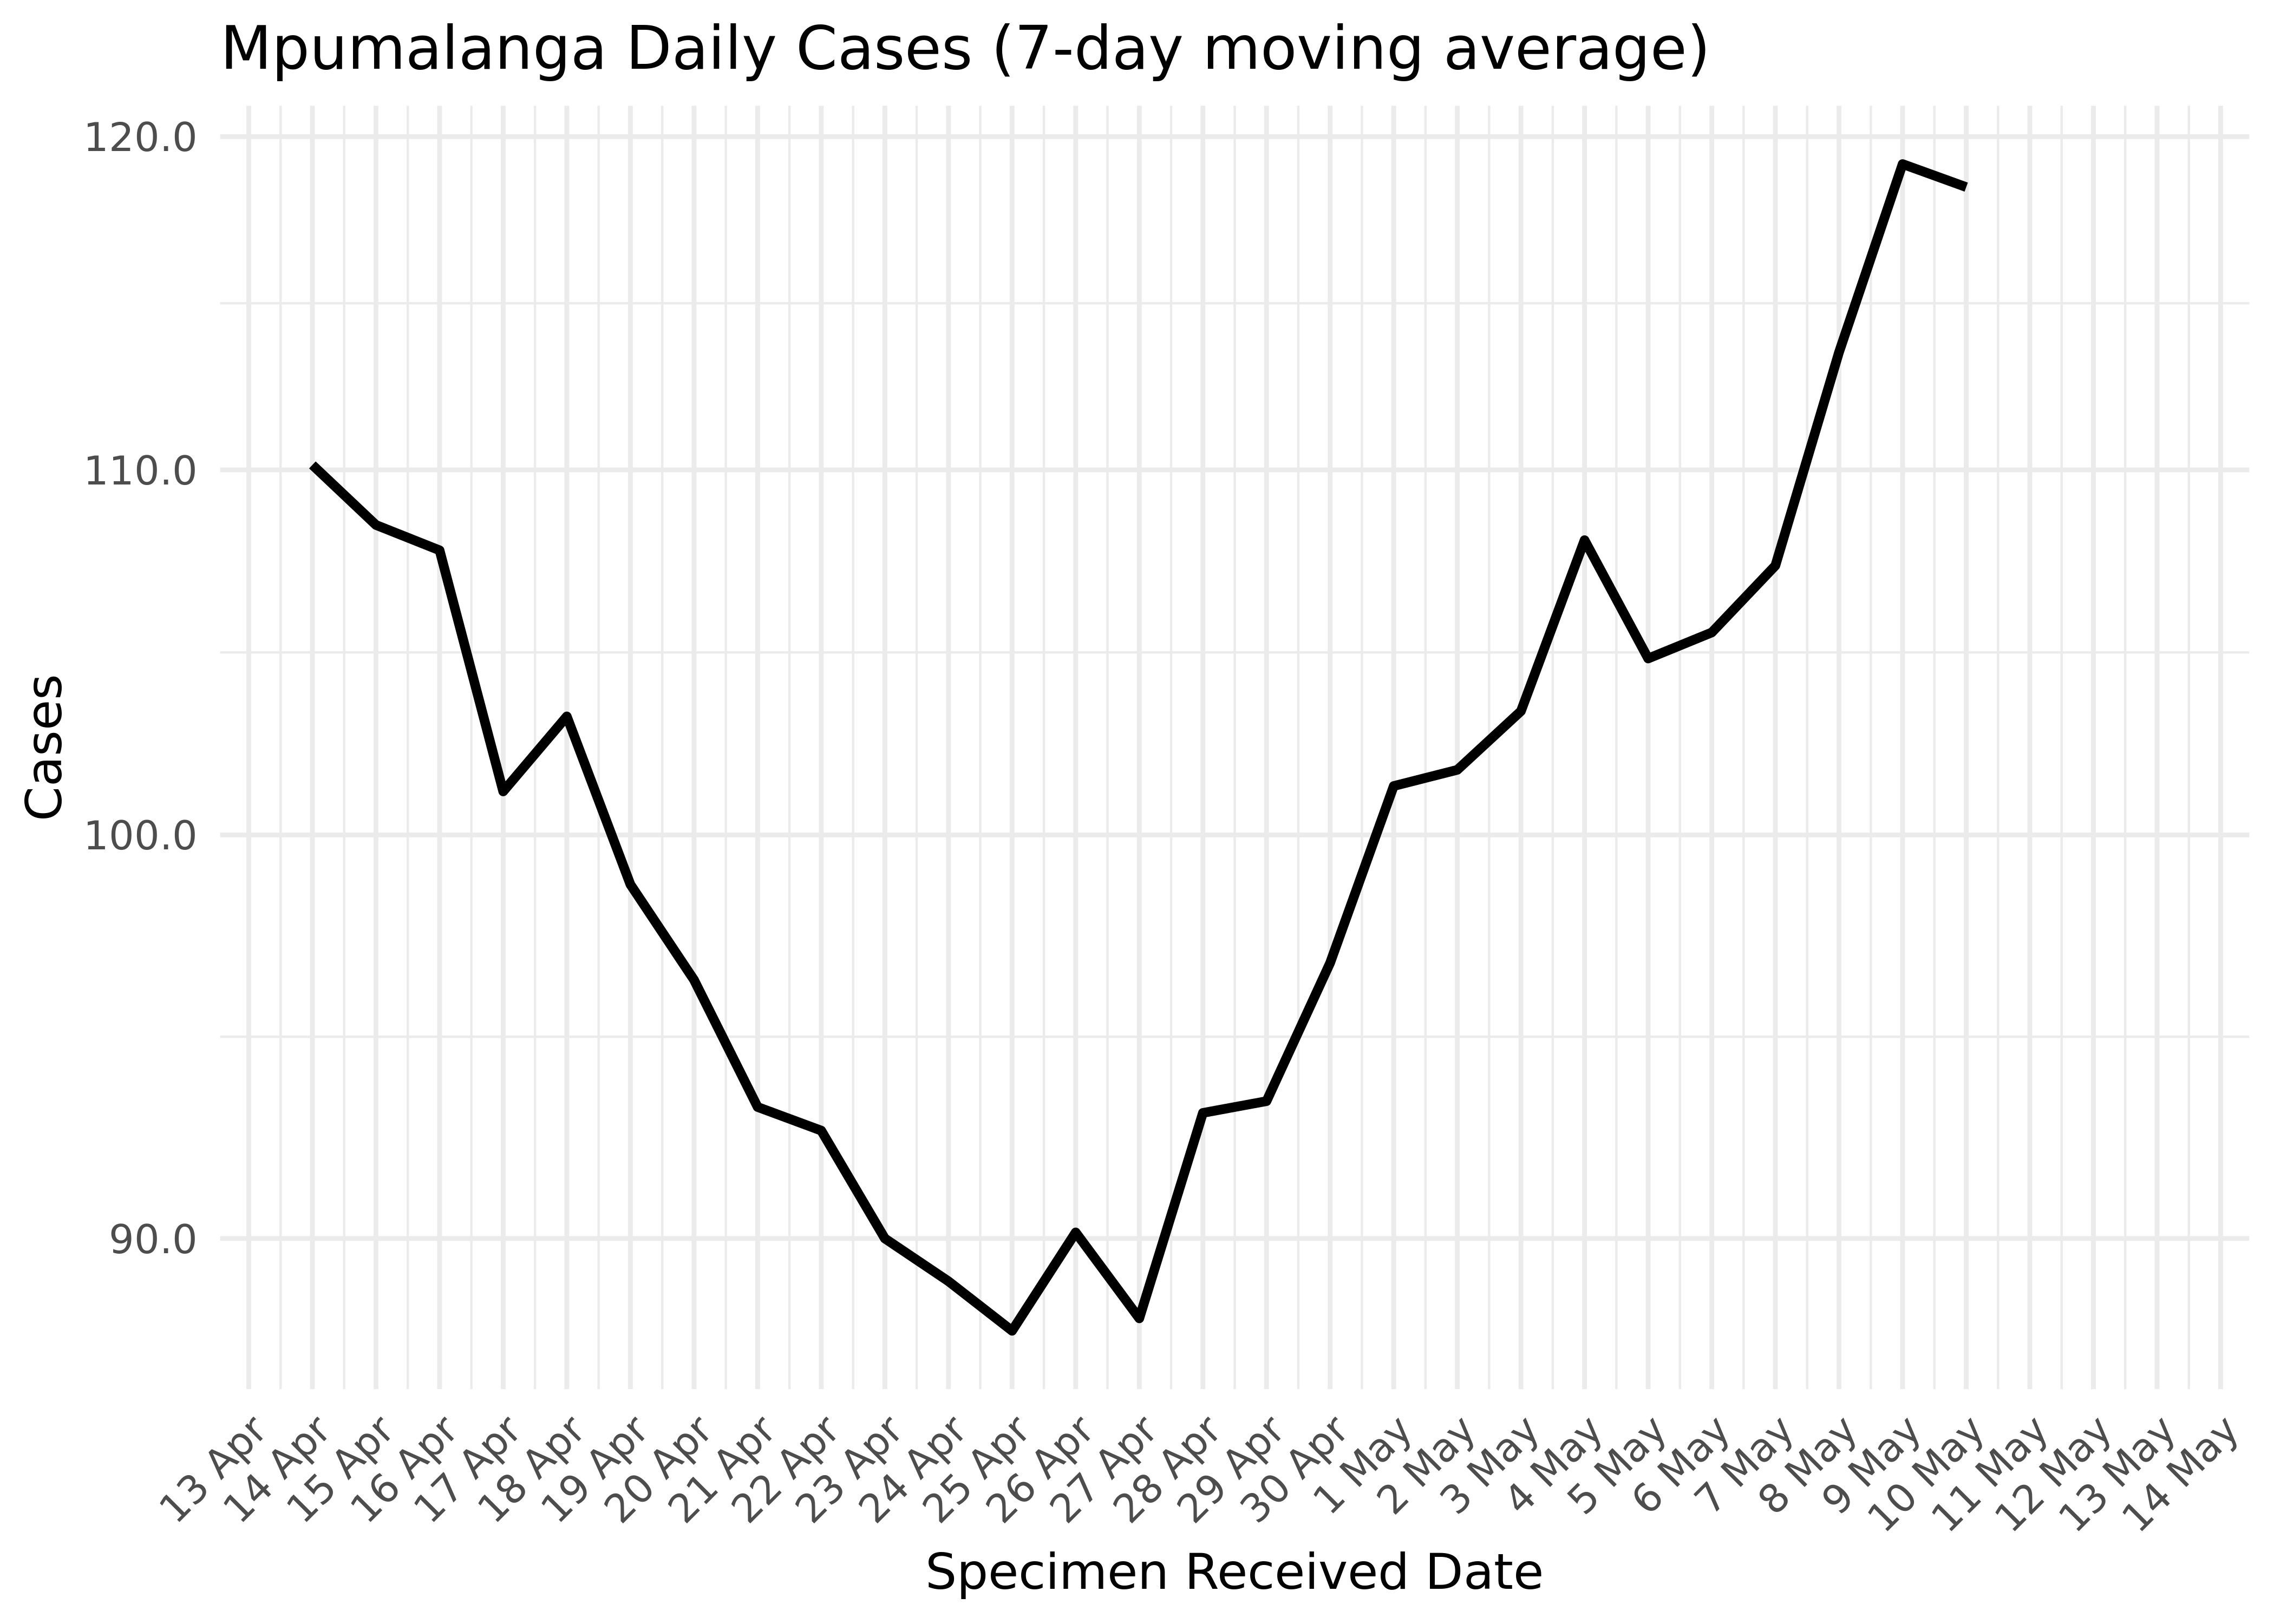 Mpumalanga Daily Cases (7-day moving average)
120.0
110.0
100.0
90.0
Cases
13 Apr
14 Apr
15 Apr
16 Apr
17 Apr
18 Apr
19 Apr
20 Apr
21 Apr
22 Apr
23 Apr
24 Apr
25 Apr
26 Apr
27 Apr
28 Apr
29 Apr
30 Apr
1 May
2 May
3 May
4 May
5 May
6 May
7 May
8 May
9 May
10 May
11 May
12 May
13 May
14 May
Specimen Received Date